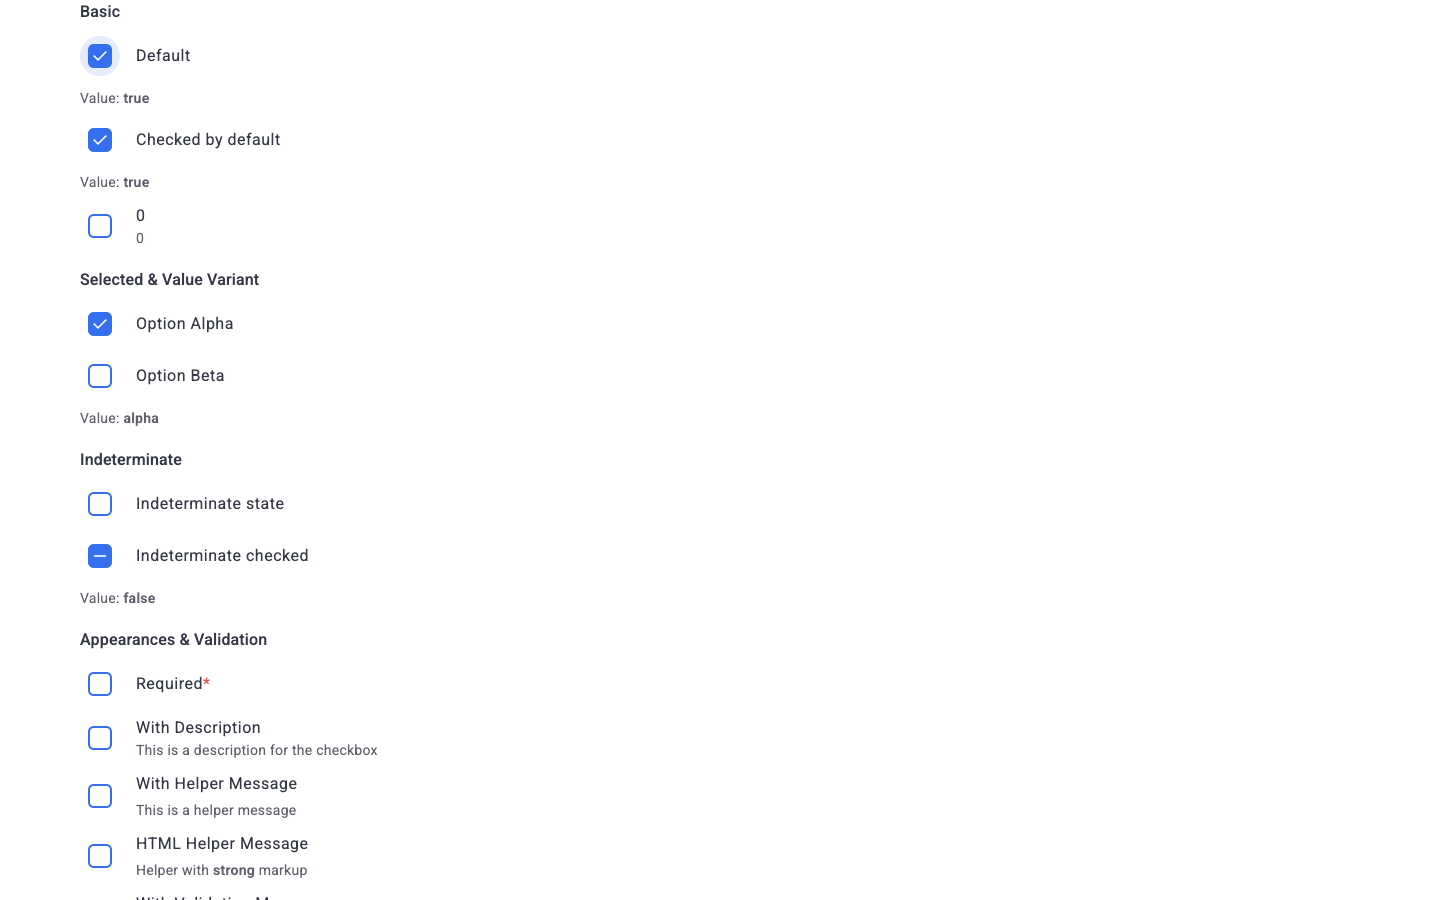 Basic
Default
Value: true
Checked by default
Value: true
0
0
Selected & Value Variant
Option Alpha
Option Beta
Value: alpha
Indeterminate
Indeterminate state
Indeterminate checked
Value: false
Appearances & Validation
Required*
With Description
This is a description for the checkbox
With Helper Message
This is a helper message
HTML Helper Message
Helper with strong markup